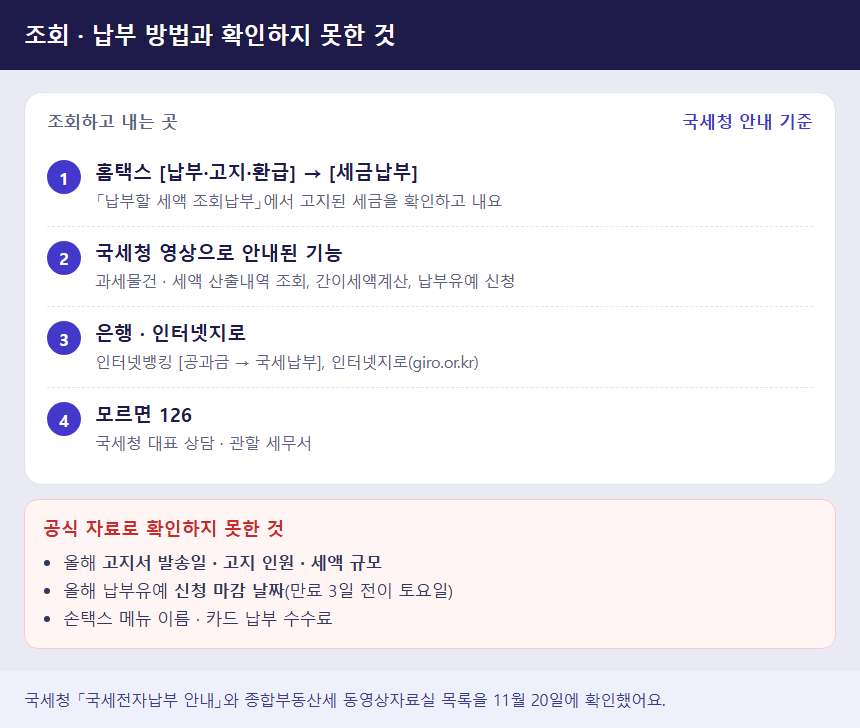 조회 · 납부 방법과 확인하지 못한 것
조회하고 내는 곳
국세청 안내 기준
1
홈택스 [납부·고지·환급] → [세금납부]
「납부할 세액 조회납부」에서 고지된 세금을 확인하고 내요
2
국세청 영상으로 안내된 기능
과세물건 · 세액 산출내역 조회, 간이세액계산, 납부유예 신청
3
은행 · 인터넷지로
인터넷뱅킹 [공과금 → 국세납부], 인터넷지로(giro.or.kr)
4
모르면 126
국세청 대표 상담 · 관할 세무서
공식 자료로 확인하지 못한 것
• 올해 고지서 발송일 · 고지 인원 · 세액 규모
• 올해 납부유예 신청 마감 날짜(만료 3일 전이 토요일)
• 손택스 메뉴 이름 · 카드 납부 수수료
국세청 「국세전자납부 안내」와 종합부동산세 동영상자료실 목록을 11월 20일에 확인했어요.